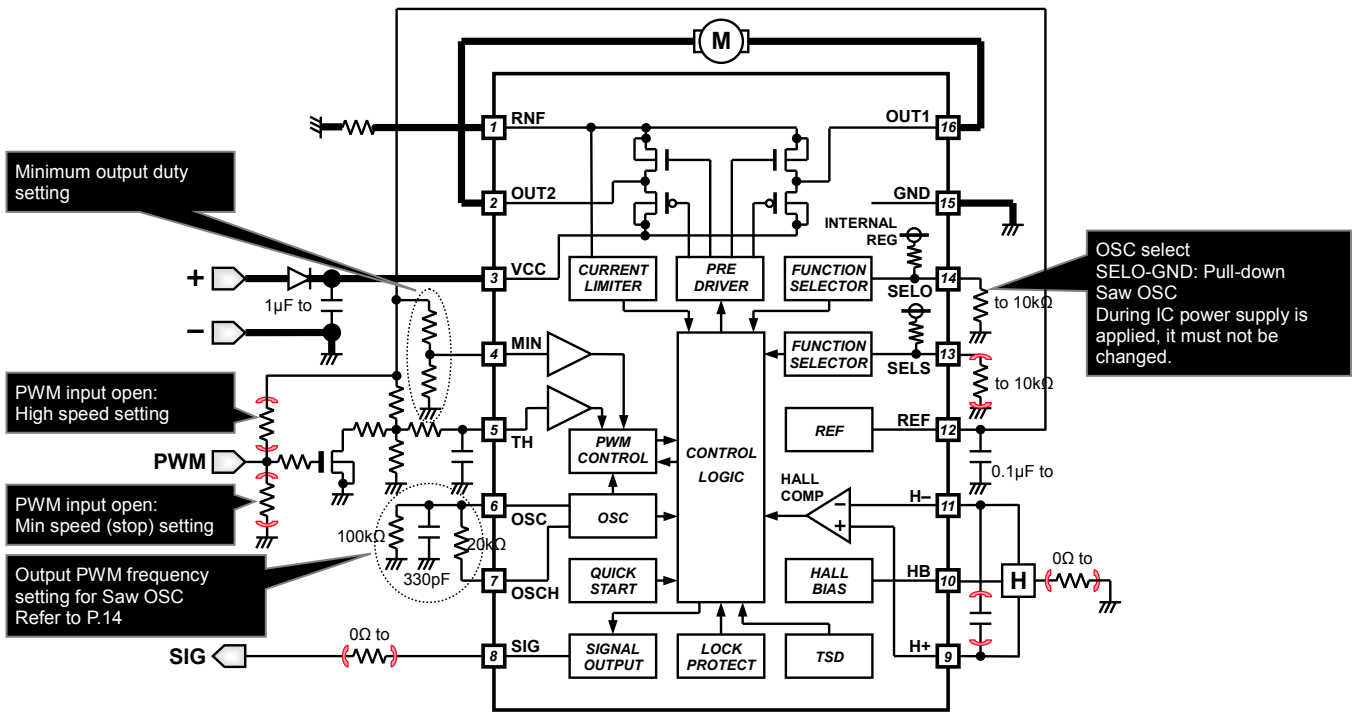 M
1
RNF
OUT1
16
Minimum output duty
setting
2
OUT2
GND
15
INTERNAL
REG
+
3
VCC
CURRENT
LIMITER
PRE
DRIVER
FUNCTION
SELECTOR
14
SELO
to 10kΩ
OSC select
SELO-GND: Pull-down
Saw OSC
During IC power supply is
applied, it must not be
changed.
1µF to
−
4
MIN
FUNCTION
SELECTOR
13
SELS
to 10kΩ
PWM input open:
High speed setting
5
TH
PWM
CONTROL
CONTROL
LOGIC
REF
REF
12
0.1µF to
PWM
PWM input open:
Min speed (stop) setting
6
OSC
OSC
HALL
COMP
−
+
H−
11
100kΩ
20kΩ
330pF
7
OSCH
QUICK
START
HALL
BIAS
HB
10
H
0Ω to
Output PWM frequency
setting for Saw OSC
Refer to P.14
SIG
0Ω to
8
SIG
SIGNAL
OUTPUT
LOCK
PROTECT
TSD
H+
9